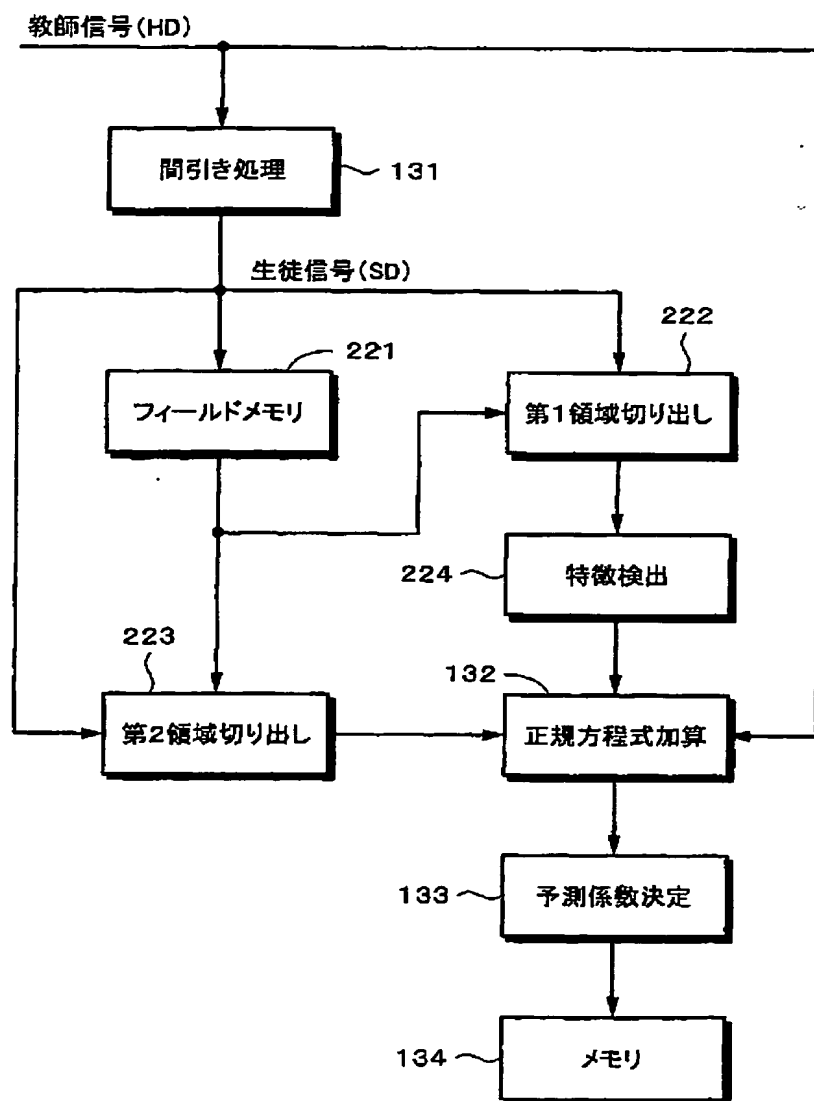 教師信号(HD)
間引き処理
131
生徒信号(SD)
221
222
フィールドメモリ
第1領域切り出し
224
特徴検出
223
132
第2領域切り出し
正規方程式加算
133
予測係数決定
134
メモリ